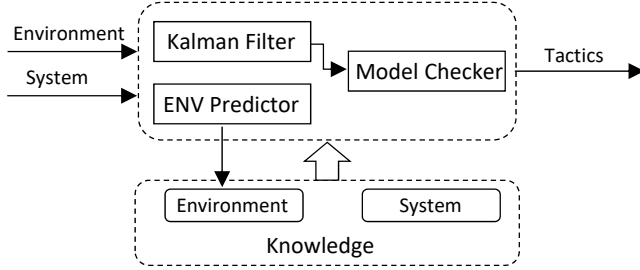 Environment
System
Kalman Filter
Model Checker
ENV Predictor
Tactics
Environment
System
Knowledge